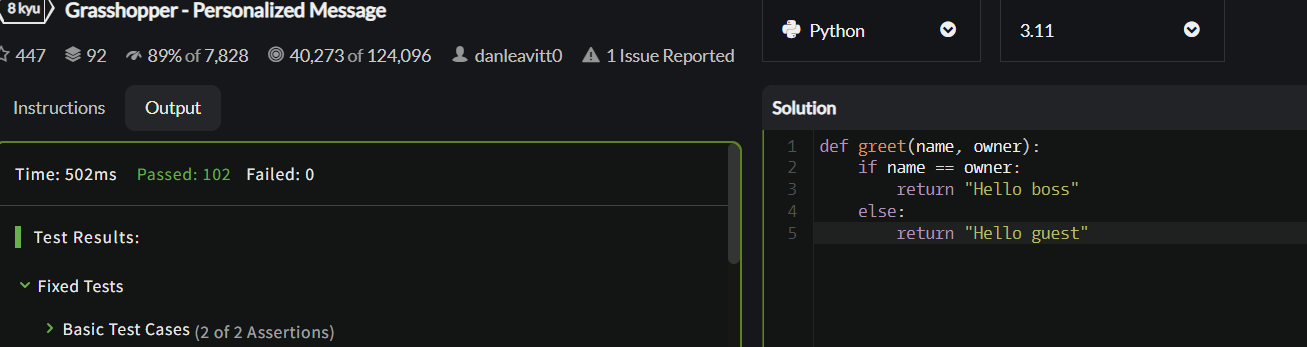 8 kyu Grasshopper - Personalized Message
447 92 89% of 7,828 40,273 of 124,096 danleavitt0 1 Issue Reported
Instructions Output
Time: 502ms Passed: 102 Failed: 0
Test Results:
Fixed Tests
Basic Test Cases (2 of 2 Assertions)
Python 3.11
Solution
1 def greet(name, owner):
2     if name == owner:
3         return "Hello boss"
4     else:
5         return "Hello guest"